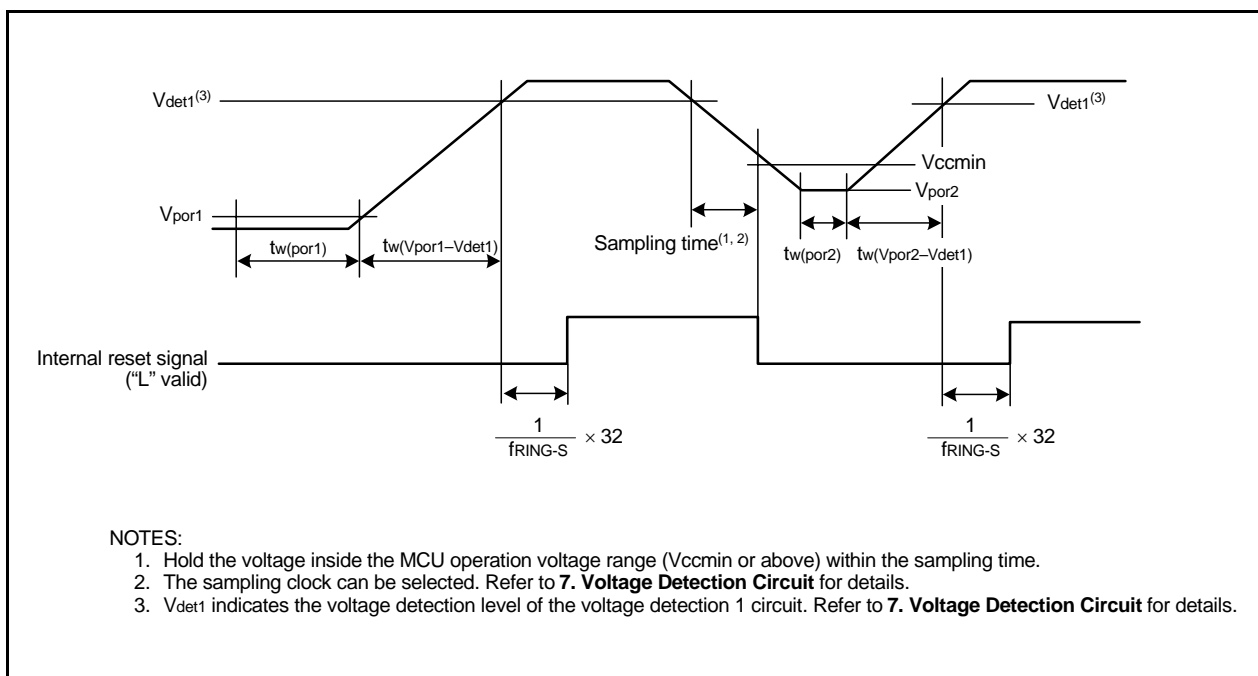 Vdet1(3)
Vdet1(3)
Vccmin
Vpor1
Vpor2
tw(por1)
tw(Vpor1–Vdet1)
Sampling time(1, 2)
tw(por2)
tw(Vpor2–Vdet1)
Internal reset signal
(“L” valid)
1
fRING-S
× 32
1
fRING-S
× 32
NOTES:
1. Hold the voltage inside the MCU operation voltage range (Vccmin or above) within the sampling time.
2. The sampling clock can be selected. Refer to 7. Voltage Detection Circuit for details.
3. Vdet1 indicates the voltage detection level of the voltage detection 1 circuit. Refer to 7. Voltage Detection Circuit for details.